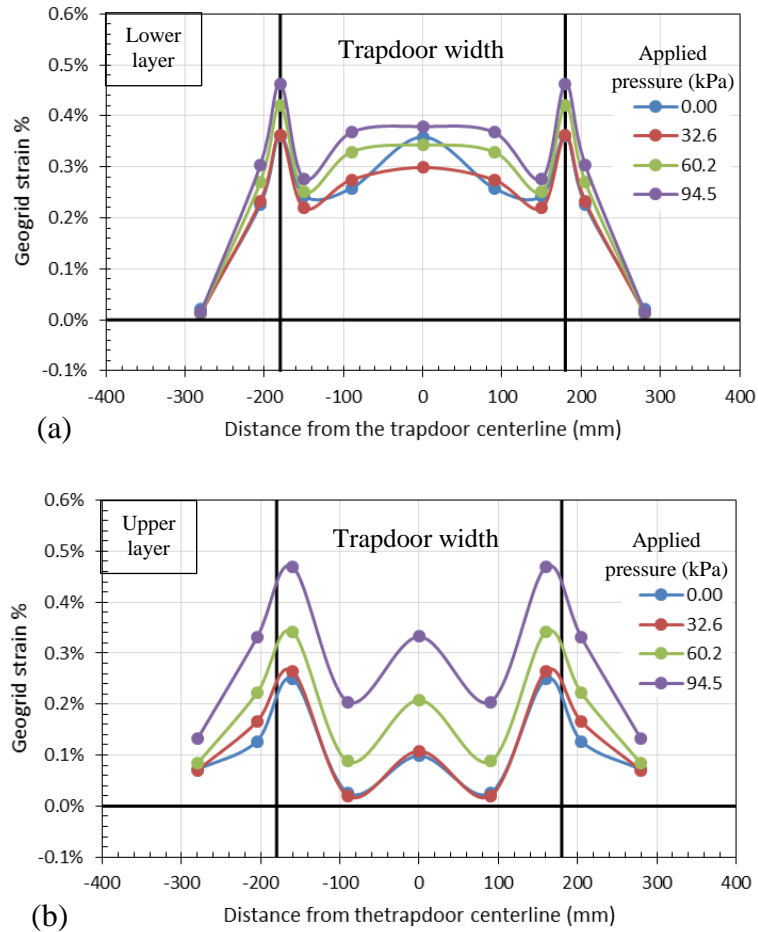 0.6%
Lower
layer
Trapdoor width
Applied
pressure (kPa)
0.5%
0.00
0.4%
32.6
60.2
0.3%
94.5
0.2%
0.1%
0.0%
-0.1%
Geogrid strain %
-400 -300 -200 -100 0 100 200 300 400
(a)
Distance from the trapdoor centerline (mm)
0.6%
Upper
layer
Trapdoor width
Applied
pressure (kPa)
0.5%
0.00
0.4%
32.6
60.2
0.3%
94.5
0.2%
0.1%
0.0%
-0.1%
Geogrid strain %
-400 -300 -200 -100 0 100 200 300 400
(b)
Distance from thetrapdoor centerline (mm)